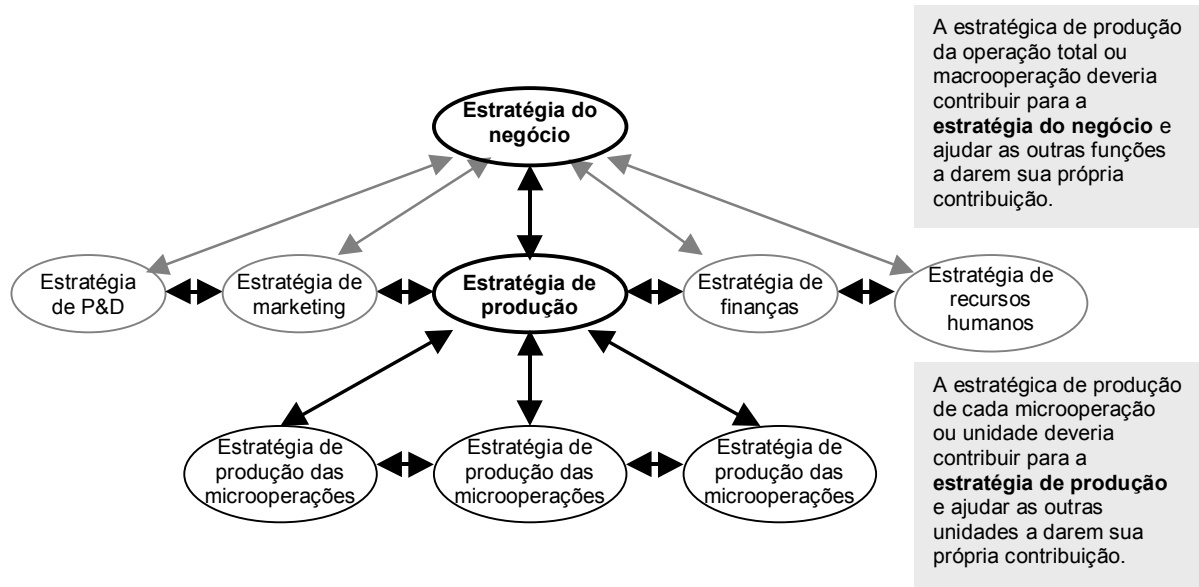 A estratégica de produção
da operação total ou
macrooperação deveria
contribuir para a
estratégia do negócio e
ajudar as outras funções
a darem sua própria
contribuição.
Estratégia do
negócio
Estratégia
de P&D
Estratégia de
marketing
Estratégia de
produção
Estratégia de
finanças
Estratégia de
recursos
humanos
Estratégia de
produção das
microoperações
Estratégia de
produção das
microoperações
Estratégia de
produção das
microoperações
A estratégica de produção
de cada microoperação
ou unidade deveria
contribuir para a
estratégia de produção
e ajudar as outras
unidades a darem sua
própria contribuição.